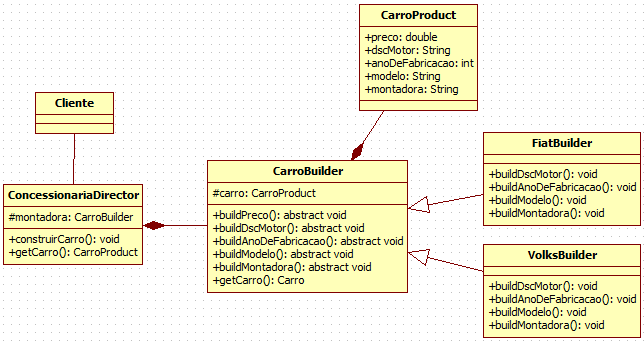 CarroProduct
+preco: double
+dscMotor: String
+anoDeFabricacao: int
+modelo: String
+montadora: String
Cliente
ConcessionariaDirector
#montadora: CarroBuilder
+construirCarro(): void
+getCarro(): CarroProduct
CarroBuilder
#carro: CarroProduct
+buildPreco(): abstract void
+buildDscMotor(): abstract void
+buildAnoDeFabricacao(): abstract void
+buildModelo(): abstract void
+buildMontadora(): abstract void
+getCarro(): Carro
FiatBuilder
+buildDscMotor(): void
+buildAnoDeFabricacao(): void
+buildModelo(): void
+buildMontadora(): void
VolksBuilder
+buildDscMotor(): void
+buildAnoDeFabricacao(): void
+buildModelo(): void
+buildMontadora(): void